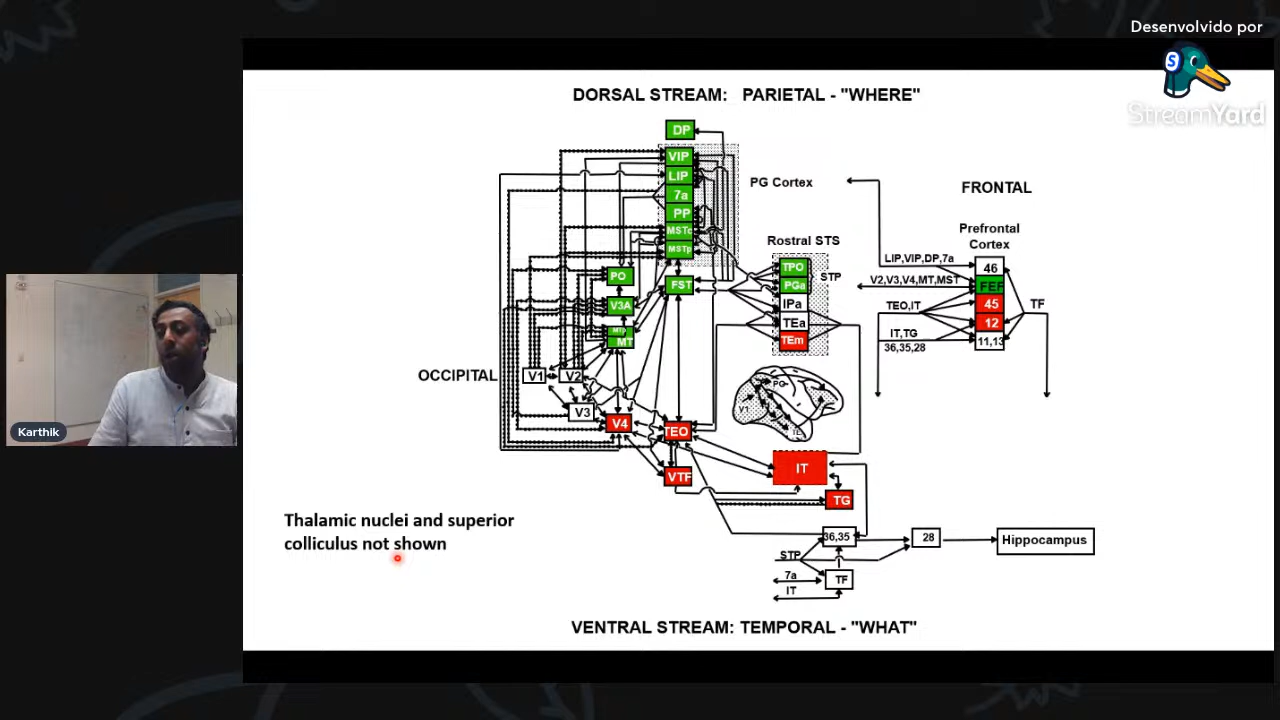 Desenvolvido por
S
StreamYard
DORSAL STREAM: PARIETAL - "WHERE"
DP
VIP
LIP
7a
PP
MSTc
MSTp
PG Cortex
FRONTAL
Prefrontal
Cortex
Rostral STS
LIP,VIP,DP,7a
46
TPO
STP
PO
FST
PGa
V2,V3,V4,MT,MST
FEF
V3A
IPa
TEO,IT
45
TF
TEa
12
MT
TEm
IT,TG
11,13
36,35,28
OCCIPITAL
V1
V2
PG
V1
TE
V3
V4
TEO
Karthik
IT
VTF
TG
Thalamic nuclei and superior
colliculus not shown
36,35
28
Hippocampus
STP
7a
TF
IT
VENTRAL STREAM: TEMPORAL - "WHAT"